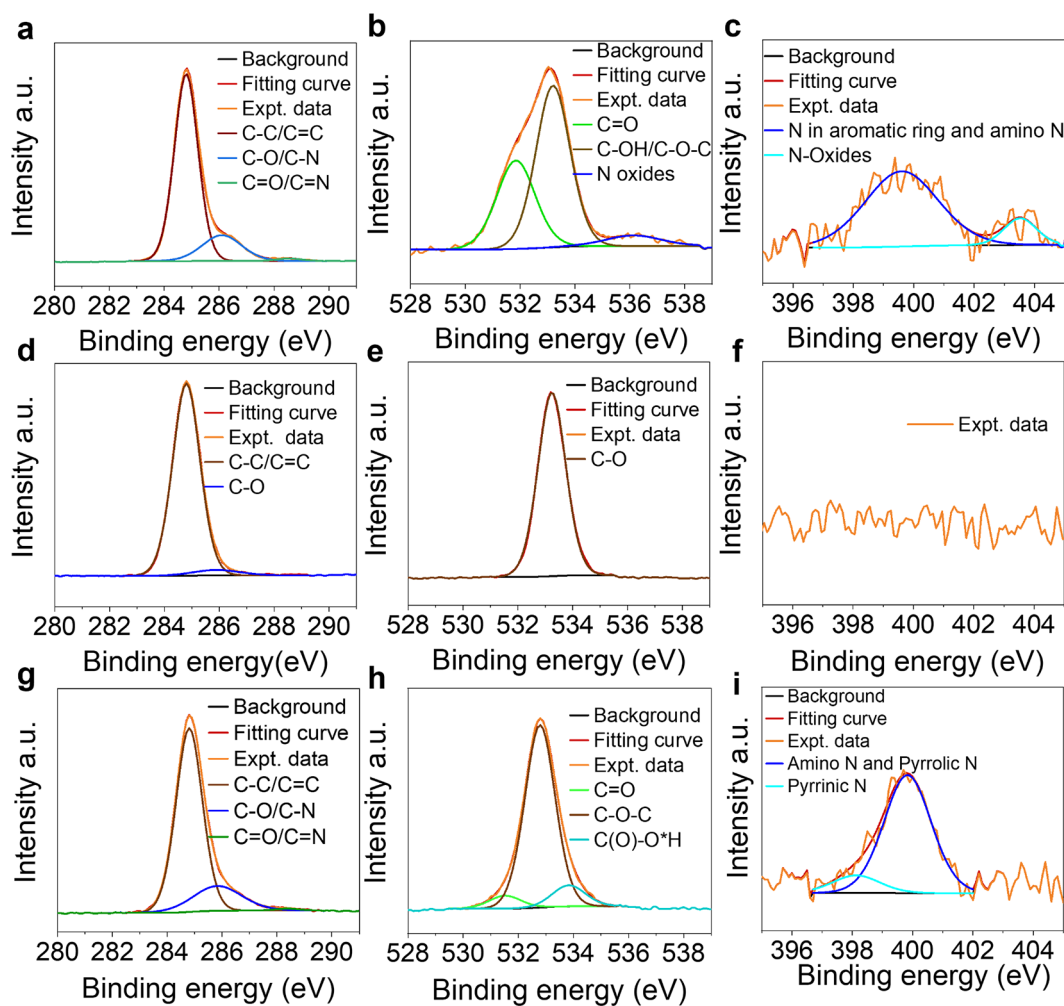 a
Intensity a.u.
Background
Fitting curve
Expt. data
C-C/C=C
C-O/C-N
C=O/C=N
280 282 284 286 288 290
Binding energy (eV)
b
Intensity a.u.
Background
Fitting curve
Expt. data
C=O
C-OH/C-O-C
N oxides
528 530 532 534 536 538
Binding energy (eV)
c
Intensity a.u.
Background
Fitting curve
Expt. data
N in aromatic ring and amino N
N-Oxides
396 398 400 402 404
Binding energy (eV)
d
Intensity a.u.
Background
Fitting curve
Expt. data
C-C/C=C
C-O
280 282 284 286 288 290
Binding energy(eV)
e
Intensity a.u.
Background
Fitting curve
Expt. data
C-O
528 530 532 534 536 538
Binding energy (eV)
f
Intensity a.u.
Expt. data
396 398 400 402 404
Binding energy (eV)
g
Intensity a.u.
Background
Fitting curve
Expt. data
C-C/C=C
C-O/C-N
C=O/C=N
280 282 284 286 288 290
Binding energy (eV)
h
Intensity a.u.
Background
Fitting curve
Expt. data
C=O
C-O-C
C(O)-O*H
528 530 532 534 536 538
Binding energy (eV)
i
Intensity a.u.
Background
Fitting curve
Expt. data
Amino N and Pyrrolic N
Pyrrinic N
396 398 400 402 404
Binding energy (eV)